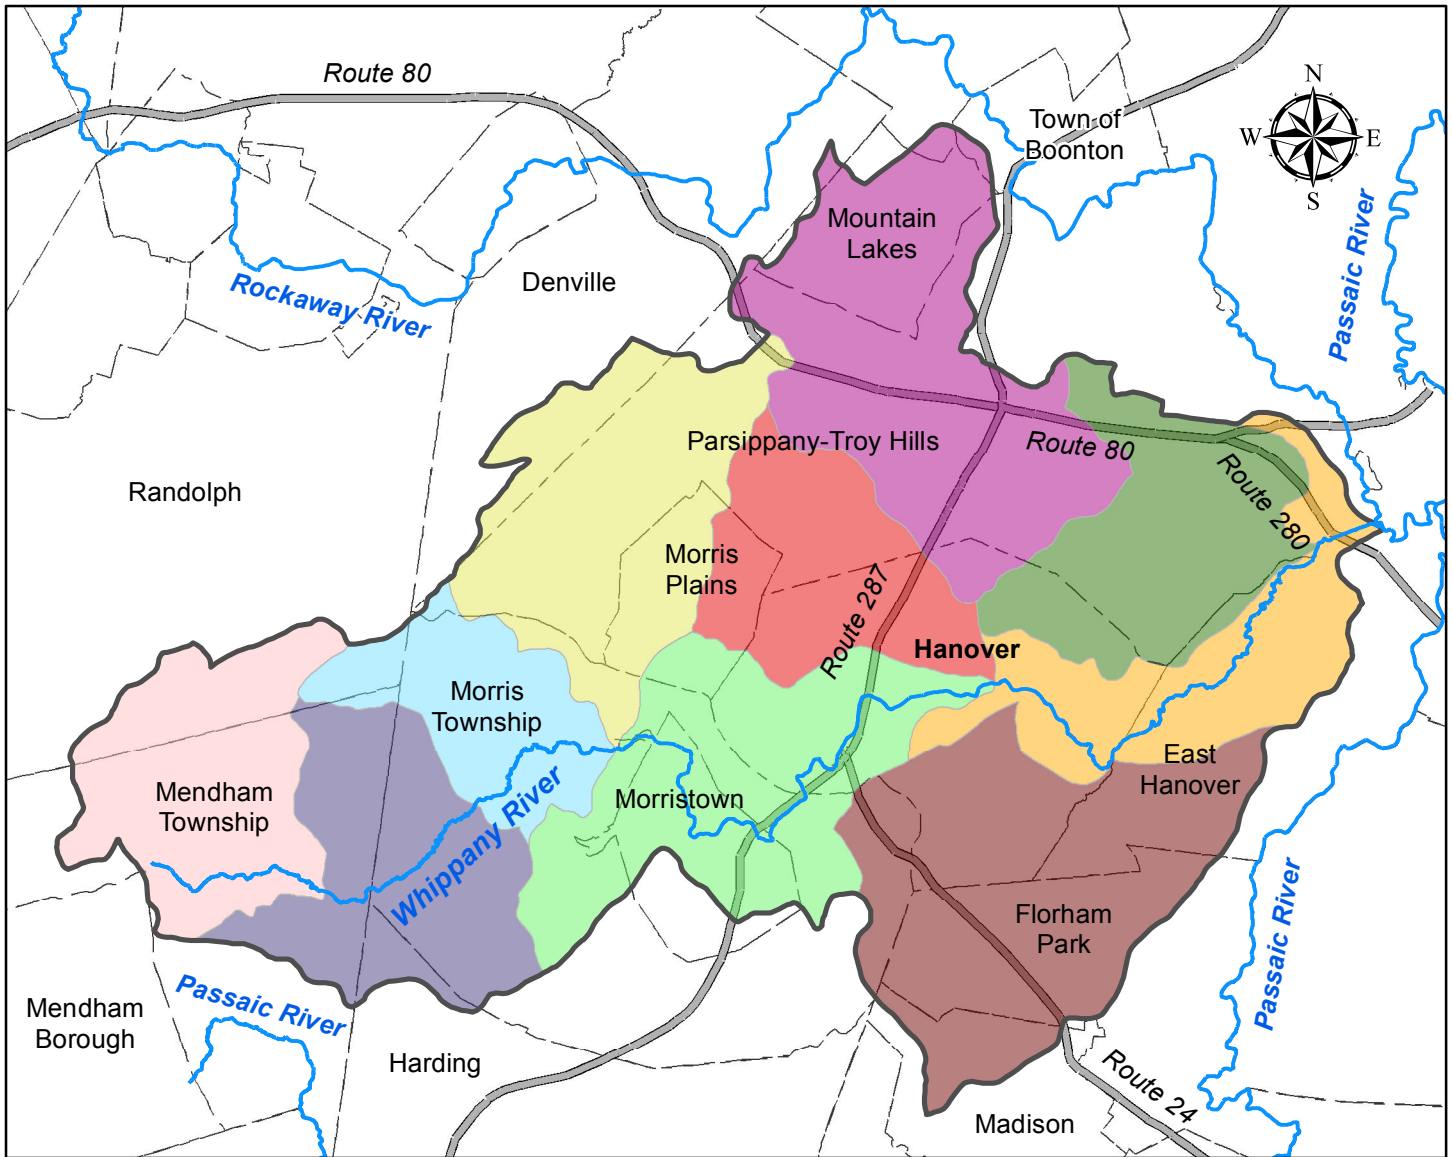 Route 80
N
Town of
Boonton
W
E
S
Mountain
Lakes
Passaic River
Denville
Rockaway River
Parsippany-Troy Hills
Route 80
Route 280
Randolph
Morris
Plains
Route 287
Hanover
Morris
Township
East
Hanover
Mendham
Township
Morristown
Whippany River
Florham
Park
Passaic River
Passaic River
Mendham
Borough
Harding
Route 24
Madison